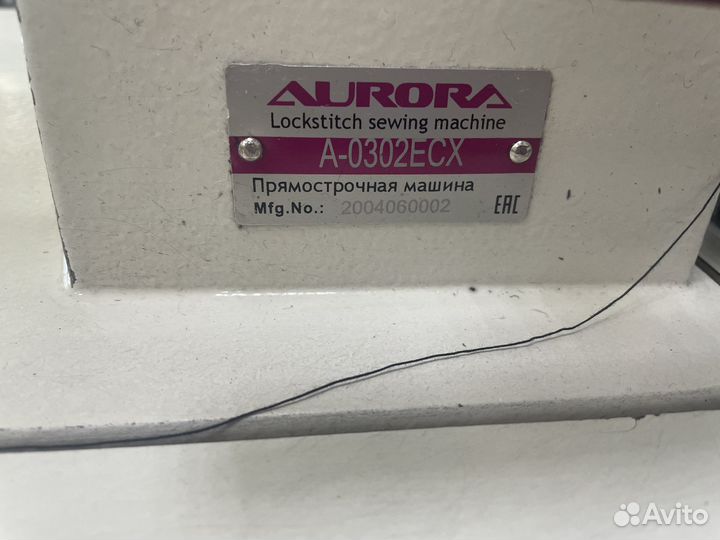 AURORA
Lockstitch sewing machine
A-0302ECX
Прямострочная машина
Mfg.No.: 2004060002 EAC
Avito